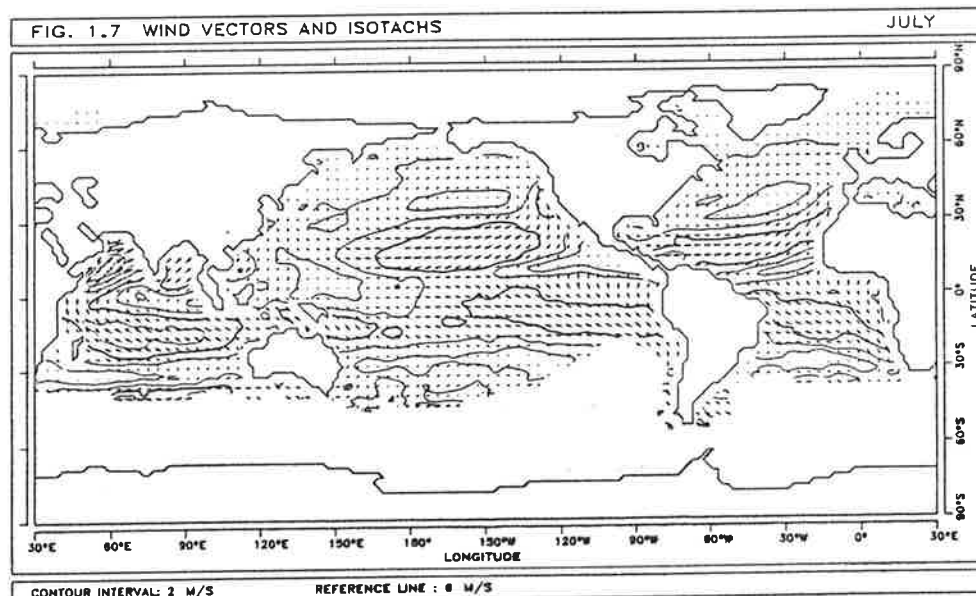 FIG. 1.7 WIND VECTORS AND ISOTACHS
JULY
90°N
60°N
30°N
0°
30°S
60°S
90°S
LATITUDE
30°E 60°E 90°E 120°E 150°E 180° 150°W 120°W 90°W 60°W 30°W 0° 30°E
LONGITUDE
CONTOUR INTERVAL: 2 M/S REFERENCE LINE : M/S